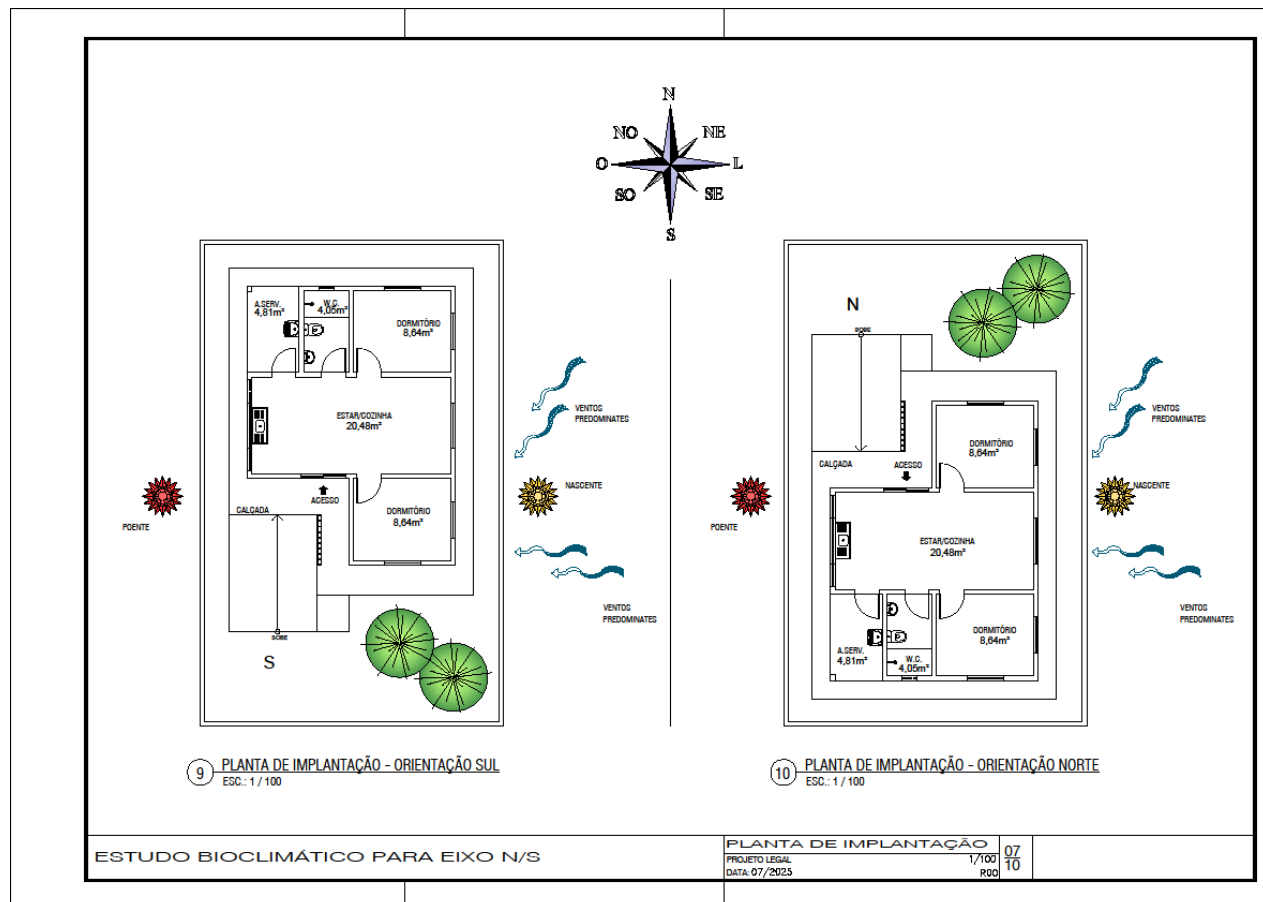 N
NO
NE
O
L
SO
SE
S
A.SERV.
4,81m²
W.C.
4,05m²
DORMITÓRIO
8,64m²
ESTAR/COZINHA
20,48m²
VENTOS
PREDOMINATES
NASCENTE
POENTE
ACESSO
CALÇADA
DORMITÓRIO
8,64m²
VENTOS
PREDOMINATES
SOBE
S
9
PLANTA DE IMPLANTAÇÃO - ORIENTAÇÃO SUL
ESC.: 1 / 100
N
SOBE
VENTOS
PREDOMINATES
DORMITÓRIO
8,64m²
CALÇADA
ACESSO
NASCENTE
POENTE
ESTAR/COZINHA
20,48m²
VENTOS
PREDOMINATES
A.SERV.
4,81m²
W.C.
4,05m²
DORMITÓRIO
8,64m²
10
PLANTA DE IMPLANTAÇÃO - ORIENTAÇÃO NORTE
ESC.: 1 / 100
ESTUDO BIOCLIMÁTICO PARA EIXO N/S
PLANTA DE IMPLANTAÇÃO
PROJETO LEGAL 1/100
DATA: 07/2025 R00
07
10